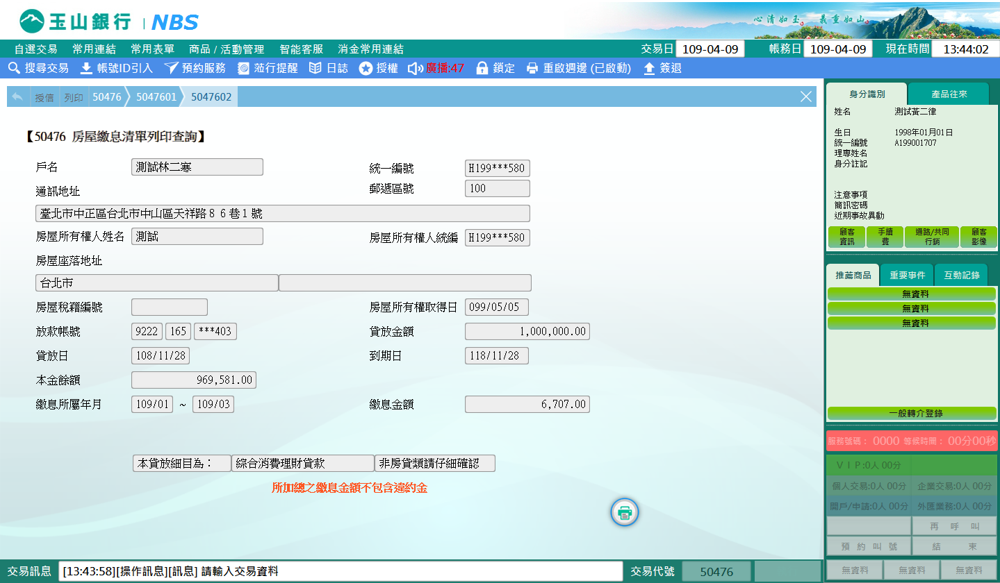 玉山銀行 | NBS
心清如玉。義重如山。
自選交易 常用連結 常用表單 商品 / 活動管理 智能客服 消金常用連結 交易日 109-04-09 帳務日 109-04-09 現在時間 13:44:02
搜尋交易 帳號ID引入 預約服務 蒞行提醒 日誌 授權 廣播:47 鎖定 重啟週邊 (已啟動) 簽退
授信 列印 50476 5047601 5047602
【50476 房屋繳息清單列印查詢】
戶名 測試林二寒 統一編號 H199***580
通訊地址 郵遞區號 100
臺北市中正區台北市中山區天祥路８６巷１號
房屋所有權人姓名 測試 房屋所有權人統編 H199***580
房屋座落地址
台北市
房屋稅籍編號 房屋所有權取得日 099/05/05
放款帳號 9222 165 ***403 貸放金額 1,000,000.00
貸放日 108/11/28 到期日 118/11/28
本金餘額 969,581.00
繳息所屬年月 109/01 ~ 109/03 繳息金額 6,707.00
本貸放細目為： 綜合消費理財貸款 非房貸類請仔細確認
所加總之繳息金額不包含違約金
身分識別 產品往來
姓名 測試黃二律
生日 1998年01月01日
統一編號 A199001707
理專姓名
身分註記
注意事項
簡訊密碼
近期事故異動
顧客資訊 手續費 通路/共同行銷 顧客影像
推薦商品 重要事件 互動記錄
無資料
無資料
無資料
一般轉介登錄
服務號碼： 0000 等候時間： 00分00秒
ＶＩＰ:0人 00分
個人交易:0人 00分 企業交易:0人 00分
開戶/申請:0人 00分 外匯業務:0人 00分
再 呼 叫
預 約 叫 號 結 束
無資料 無資料 無資料
交易訊息 [13:43:58][操作訊息][訊息] 請輸入交易資料 交易代號 50476